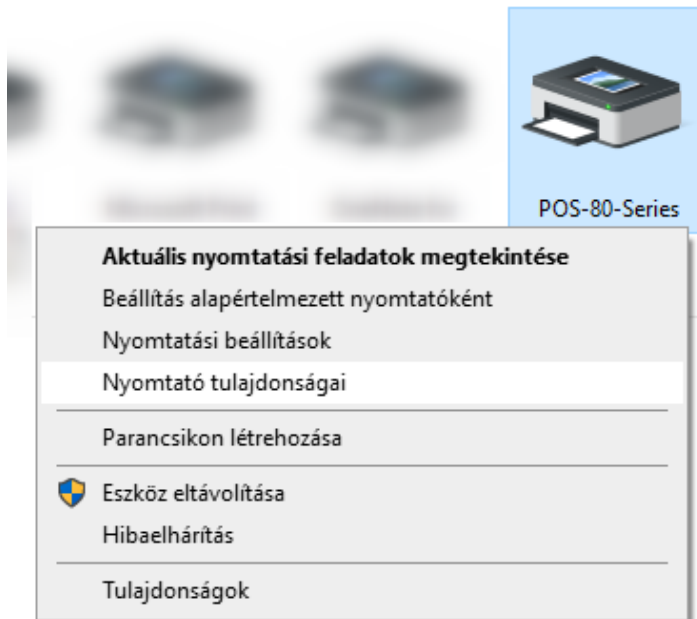 POS-80-Series
Aktuális nyomtatási feladatok megtekintése
Beállítás alapértelmezett nyomtatóként
Nyomtatási beállítások
Nyomtató tulajdonságai
Parancsikon létrehozása
Eszköz eltávolítása
Hibaelhárítás
Tulajdonságok